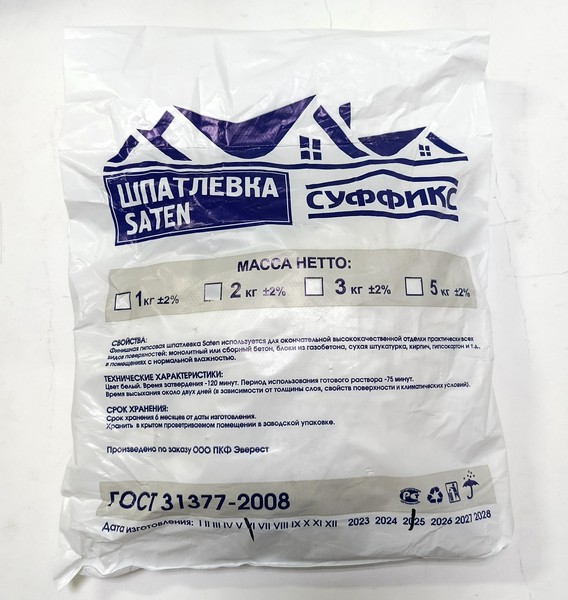 ШПАТЛЕВКА
SATEN
СУФФИКС
МАССА НЕТТО:
1 кг ±2% 2 кг ±2% 3 кг ±2% 5 кг ±2%
СВОЙСТВА:
Финишная гипсовая шпатлевка Saten используется для окончательной высококачественной отделки практически всех
видов поверхностей: монолитный или сборный бетон, блоки из газобетона, сухая штукатурка, кирпич, гипсокартон и т.д.,
в помещениях с нормальной влажностью.
ТЕХНИЧЕСКИЕ ХАРАКТЕРИСТИКИ:
Цвет белый. Время затвердения -120 минут. Период использования готового раствора -75 минут.
Время высыхания около двух дней (в зависимости от толщины слоя, свойств поверхности и климатических условий).
СРОК ХРАНЕНИЯ:
Срок хранения 6 месяцев от даты изготовления.
Хранить в крытом проветриваемом помещении в заводской упаковке.
Произведено по заказу ООО ПКФ Эверест
ГОСТ 31377-2008
Дата изготовления: I II III IV V VI VII VIII IX X XI XII 2023 2024 2025 2026 2027 2028